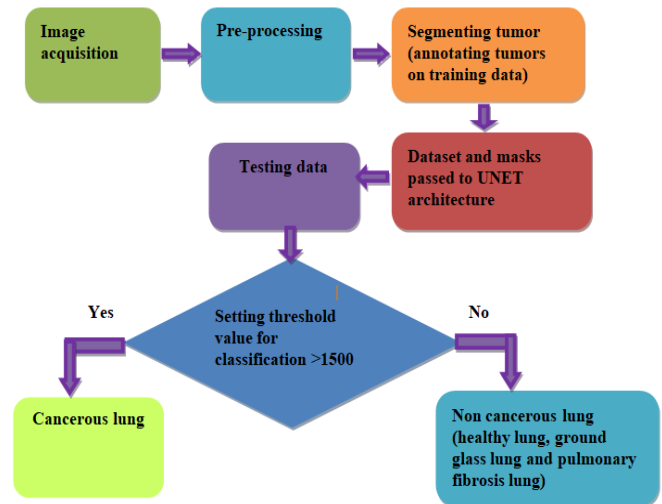 Image
acquisition
Pre-processing
Segmenting tumor
(annotating tumors
on training data)
Testing data
Dataset and masks
passed to UNET
architecture
Yes
Setting threshold
value for
classification >1500
No
Cancerous lung
Non cancerous lung
(healthy lung, ground
glass lung and pulmonary
fibrosis lung)